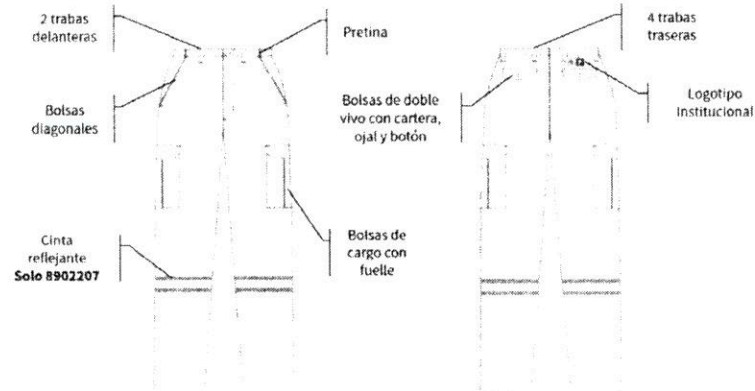 2 trabas
delanteras
Pretina
4 trabas
traseras
Bolsas
diagonales
Bolsas de doble
vivo con cartera,
ojal y botón
Logotipo
Institucional
Cinta
reflejante
Solo 8902207
Bolsas de
cargo con
fuelle